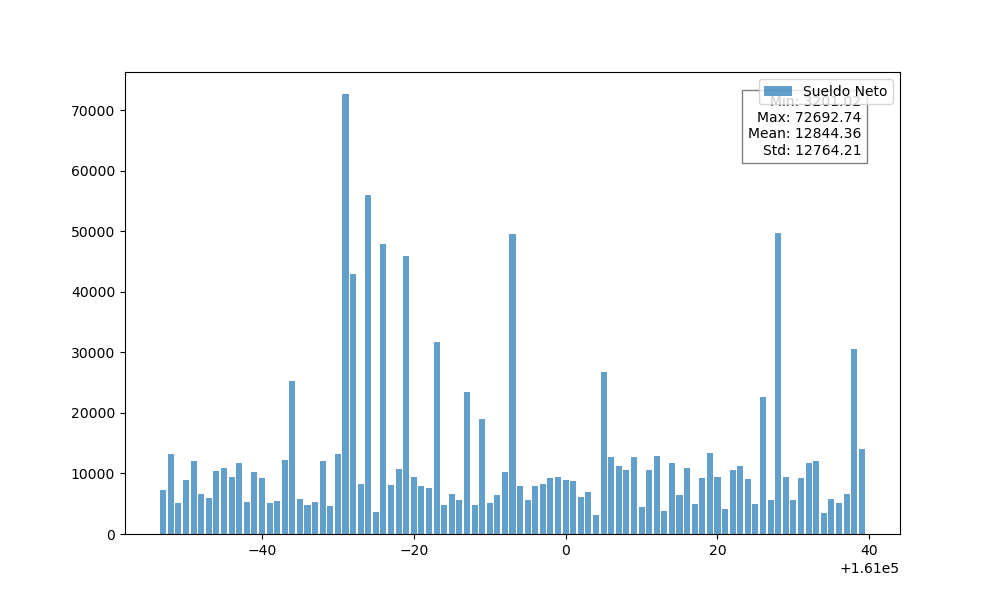 70000
60000
50000
40000
30000
20000
10000
0
−40
−20
0
20
40
+1.61e5
Sueldo Neto
Min: 3201.02
Max: 72692.74
Mean: 12844.36
Std: 12764.21